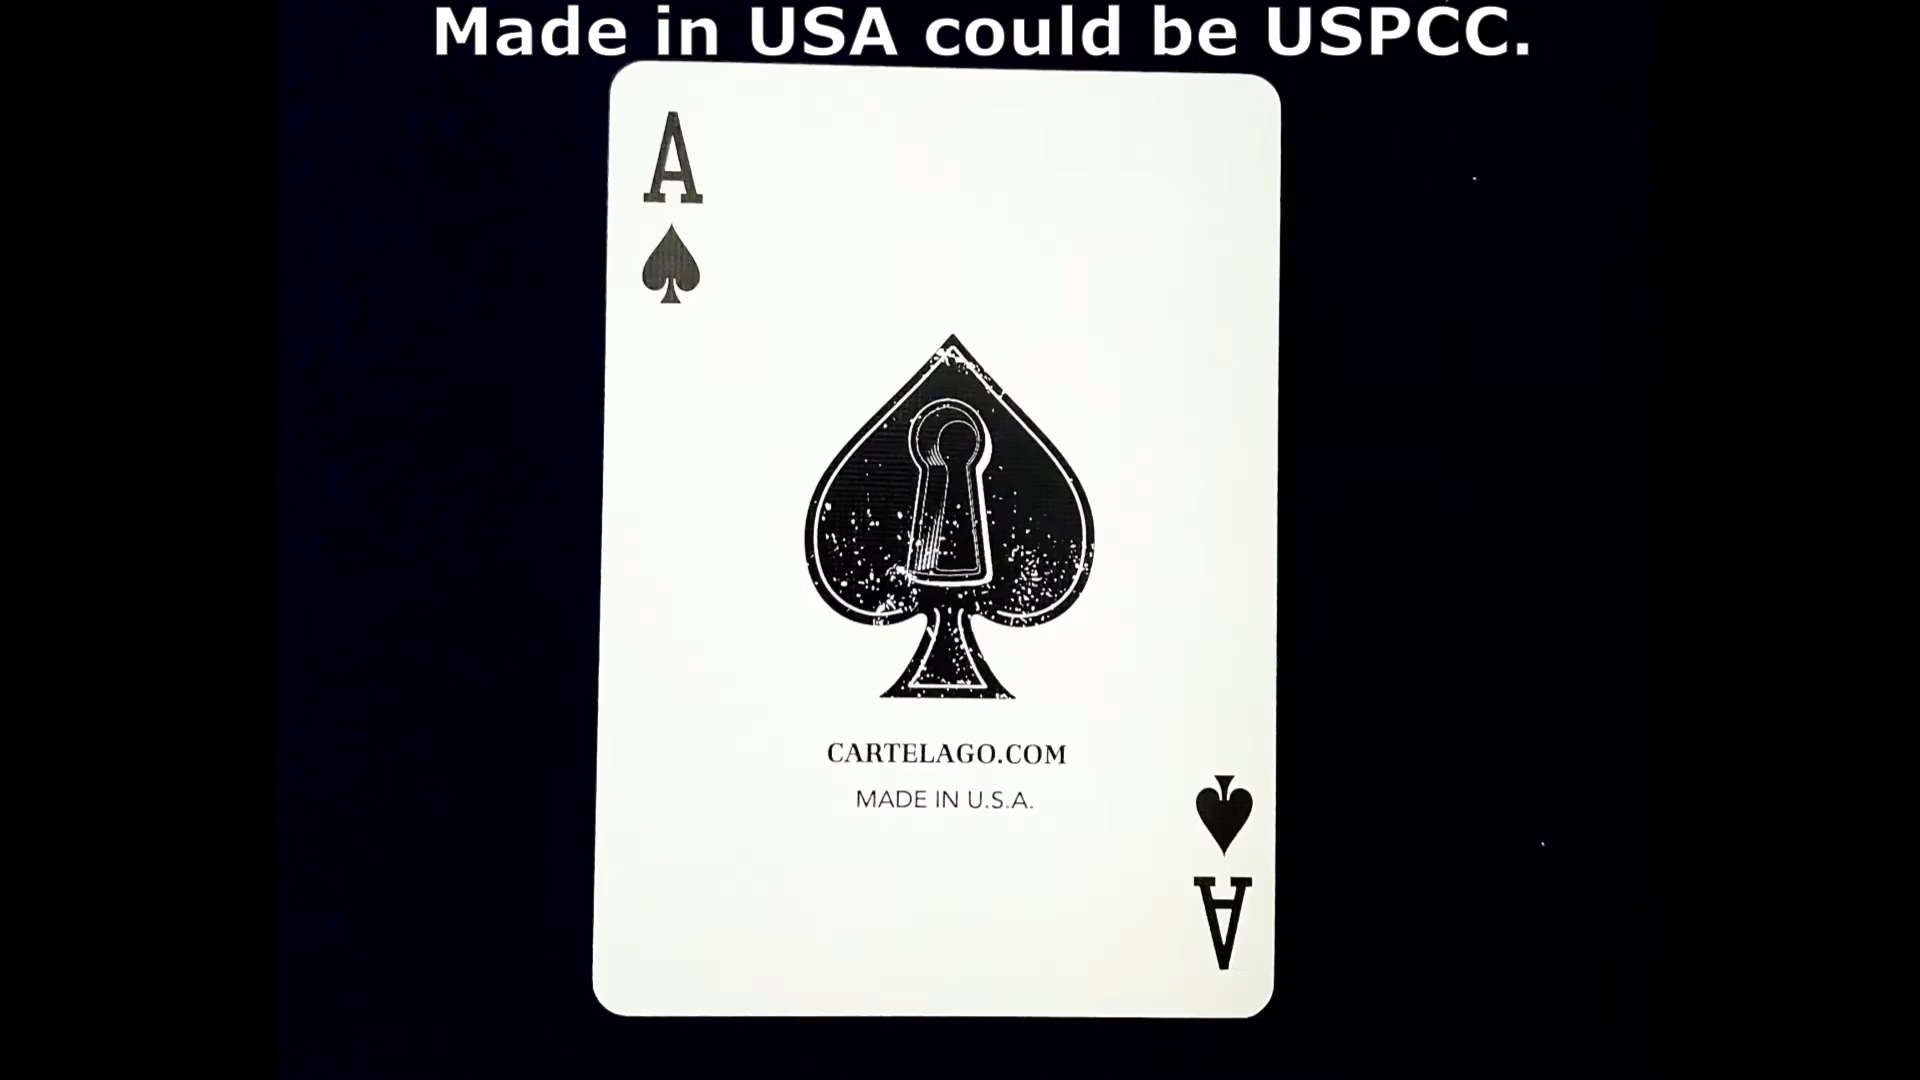 Made in USA could be USPCC.
A
CARTELAGO.COM
MADE IN U.S.A.
A